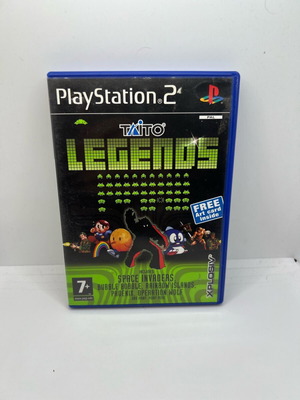 PlayStation 2
PAL
TAITO
LEGENDS
FREE
Art card
inside
SPACE INVADERS
BUBBLE BOBBLE, RAINBOW ISLANDS
PHOENIX, OPERATION WOLF
7+
XPLOSIV